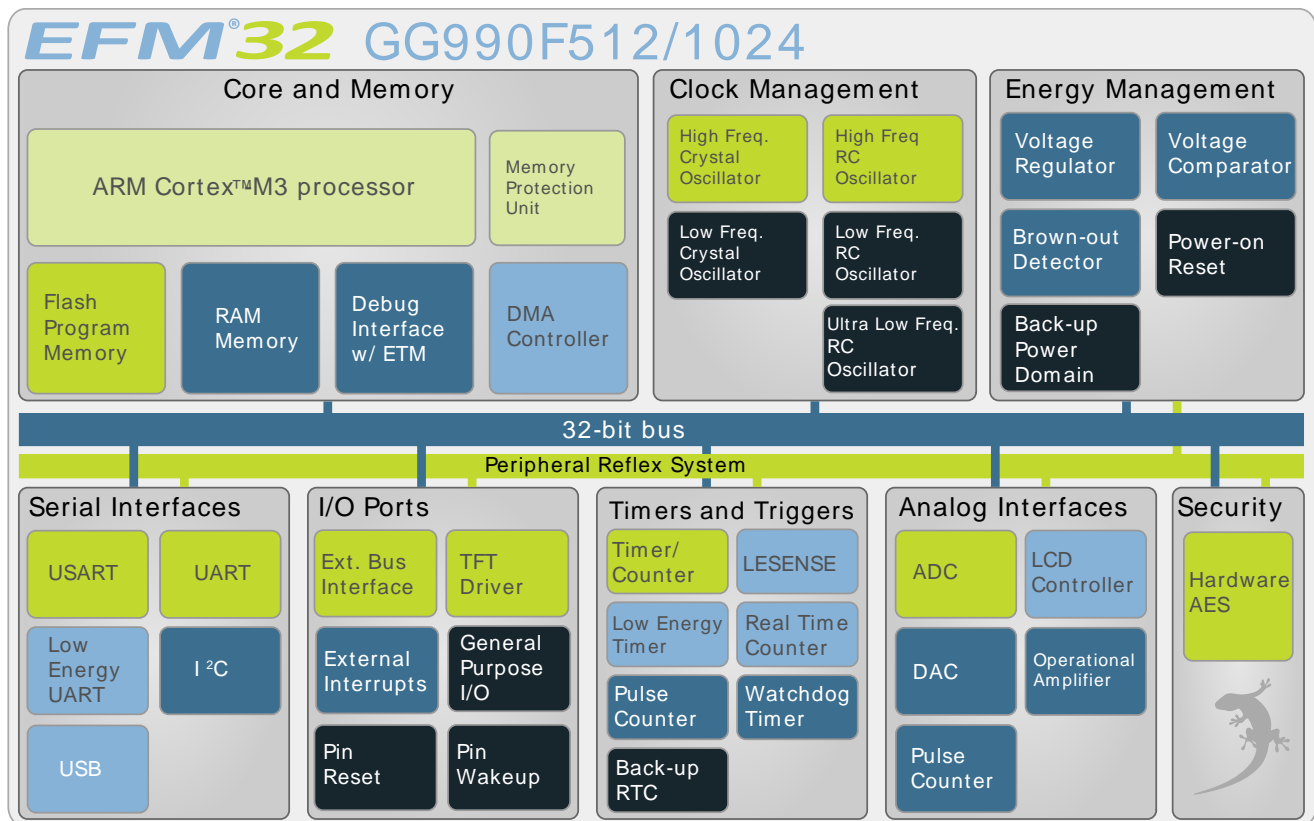 EFM®32 GG990F512/1024
Core and Memory
ARM Cortex™M3 processor
Memory
Protection
Unit
Flash
Program
Memory
RAM
Memory
Debug
Interface
w/ ETM
DMA
Controller
Clock Management
High Freq.
Crystal
Oscillator
High Freq
RC
Oscillator
Low Freq.
Crystal
Oscillator
Low Freq.
RC
Oscillator
Ultra Low Freq.
RC
Oscillator
Energy Management
Voltage
Regulator
Voltage
Comparator
Brown-out
Detector
Power-on
Reset
Back-up
Power
Domain
32-bit bus
Peripheral Reflex System
Serial Interfaces
USART
UART
Low
Energy
UART
I²C
USB
I/O Ports
Ext. Bus
Interface
TFT
Driver
External
Interrupts
General
Purpose
I/O
Pin
Reset
Pin
Wakeup
Timers and Triggers
Timer/
Counter
LESENSE
Low Energy
Timer
Real Time
Counter
Pulse
Counter
Watchdog
Timer
Back-up
RTC
Analog Interfaces
ADC
LCD
Controller
DAC
Operational
Amplifier
Pulse
Counter
Security
Hardware
AES